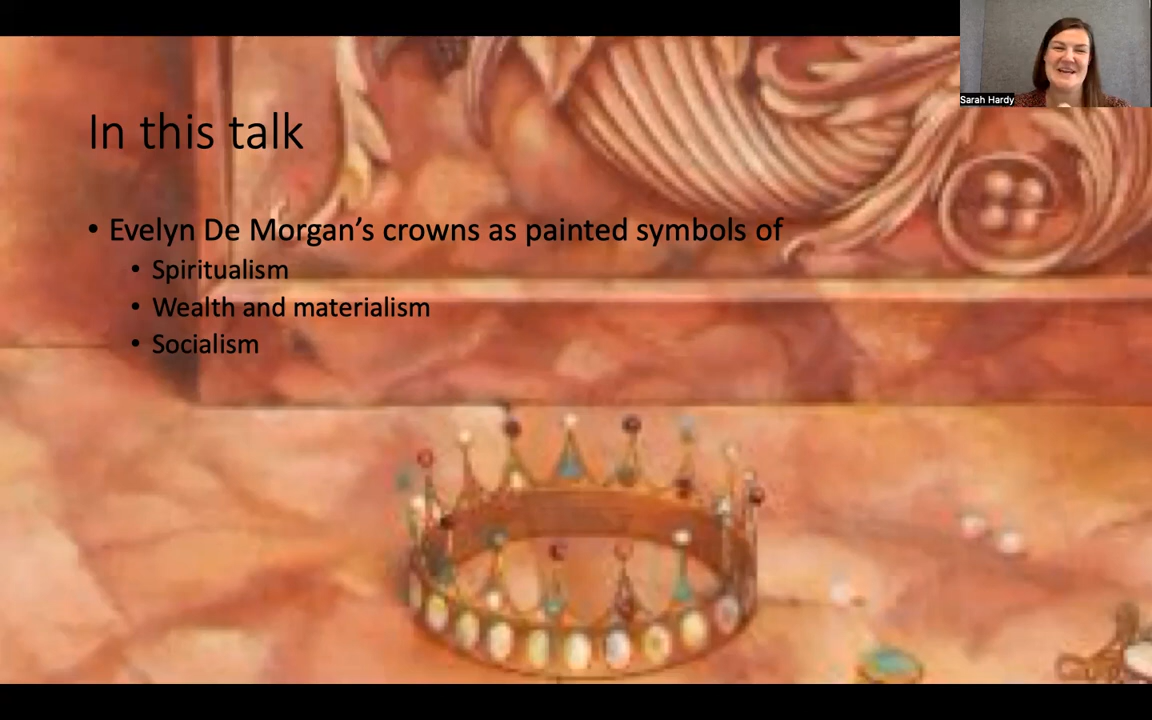 Sarah Hardy
In this talk
• Evelyn De Morgan’s crowns as painted symbols of
• Spiritualism
• Wealth and materialism
• Socialism